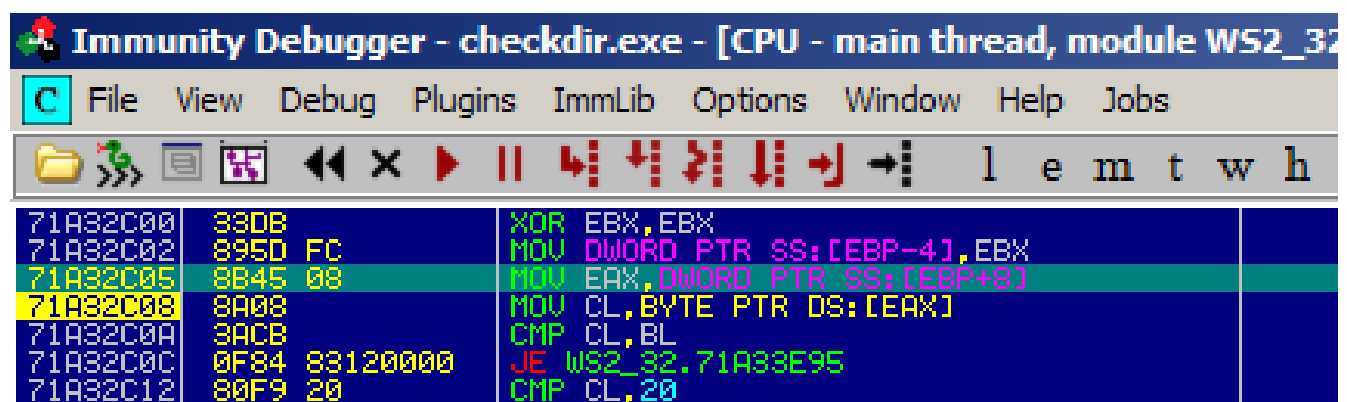 Immunity Debugger - checkdir.exe - [CPU - main thread, module WS2_32
C File View Debug Plugins ImmLib Options Window Help Jobs
l e m t w h
71A32C00 33DB XOR EBX,EBX
71A32C02 895D FC MOV DWORD PTR SS:[EBP-4],EBX
71A32C05 8B45 08 MOV EAX,DWORD PTR SS:[EBP+8]
71A32C08 8A08 MOV CL,BYTE PTR DS:[EAX]
71A32C0A 3ACB CMP CL,BL
71A32C0C 0F84 83120000 JE WS2_32.71A33E95
71A32C12 80F9 20 CMP CL,20